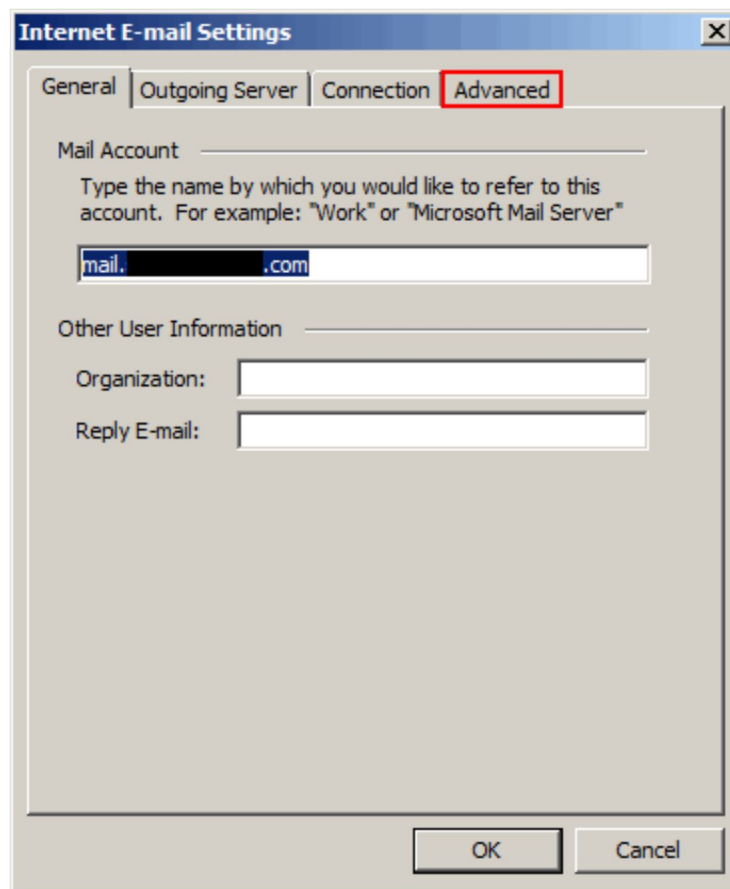 Internet E-mail Settings
General Outgoing Server Connection Advanced
Mail Account
Type the name by which you would like to refer to this
account. For example: "Work" or "Microsoft Mail Server"
mail. .com
Other User Information
Organization:
Reply E-mail:
OK Cancel